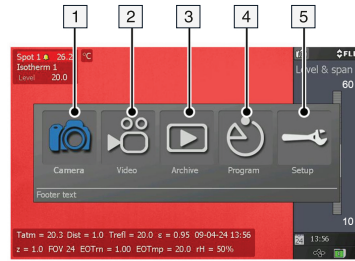 1 2 3 4 5
Spot 1 26.2 °C
Isotherm 1
Level 20.0
FLI
Level & span
60
Camera Video Archive Program Setup
Footer text
10
Tatm = 20.3 Dist = 1.0 Trefl = 20.0 ε = 0.95 09-04-24 13:56
z = 1.0 FOV 24 EOTrn = 1.00 EOTmp = 20.0 rH = 50%
24 13:56